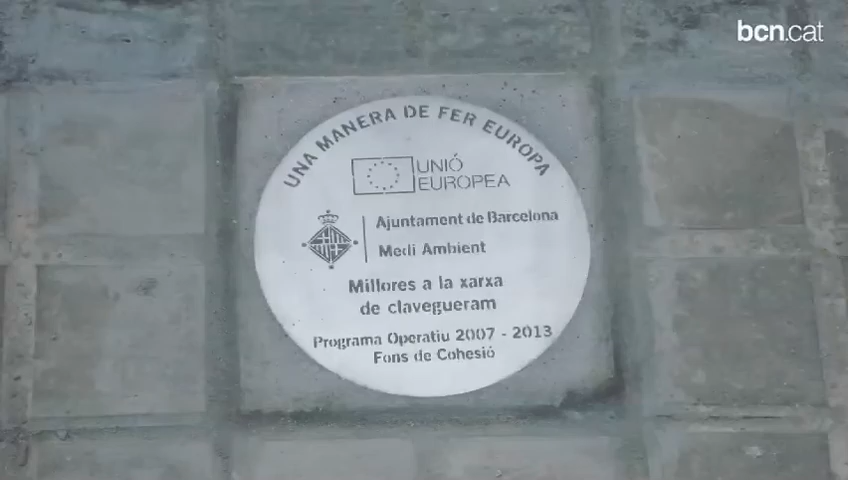 bcn.cat
UNA MANERA DE FER EUROPA
UNIÓ
EUROPEA
Ajuntament de Barcelona
Medi Ambient
Millores a la xarxa
de clavegueram
Programa Operatiu 2007 - 2013
Fons de Cohesió